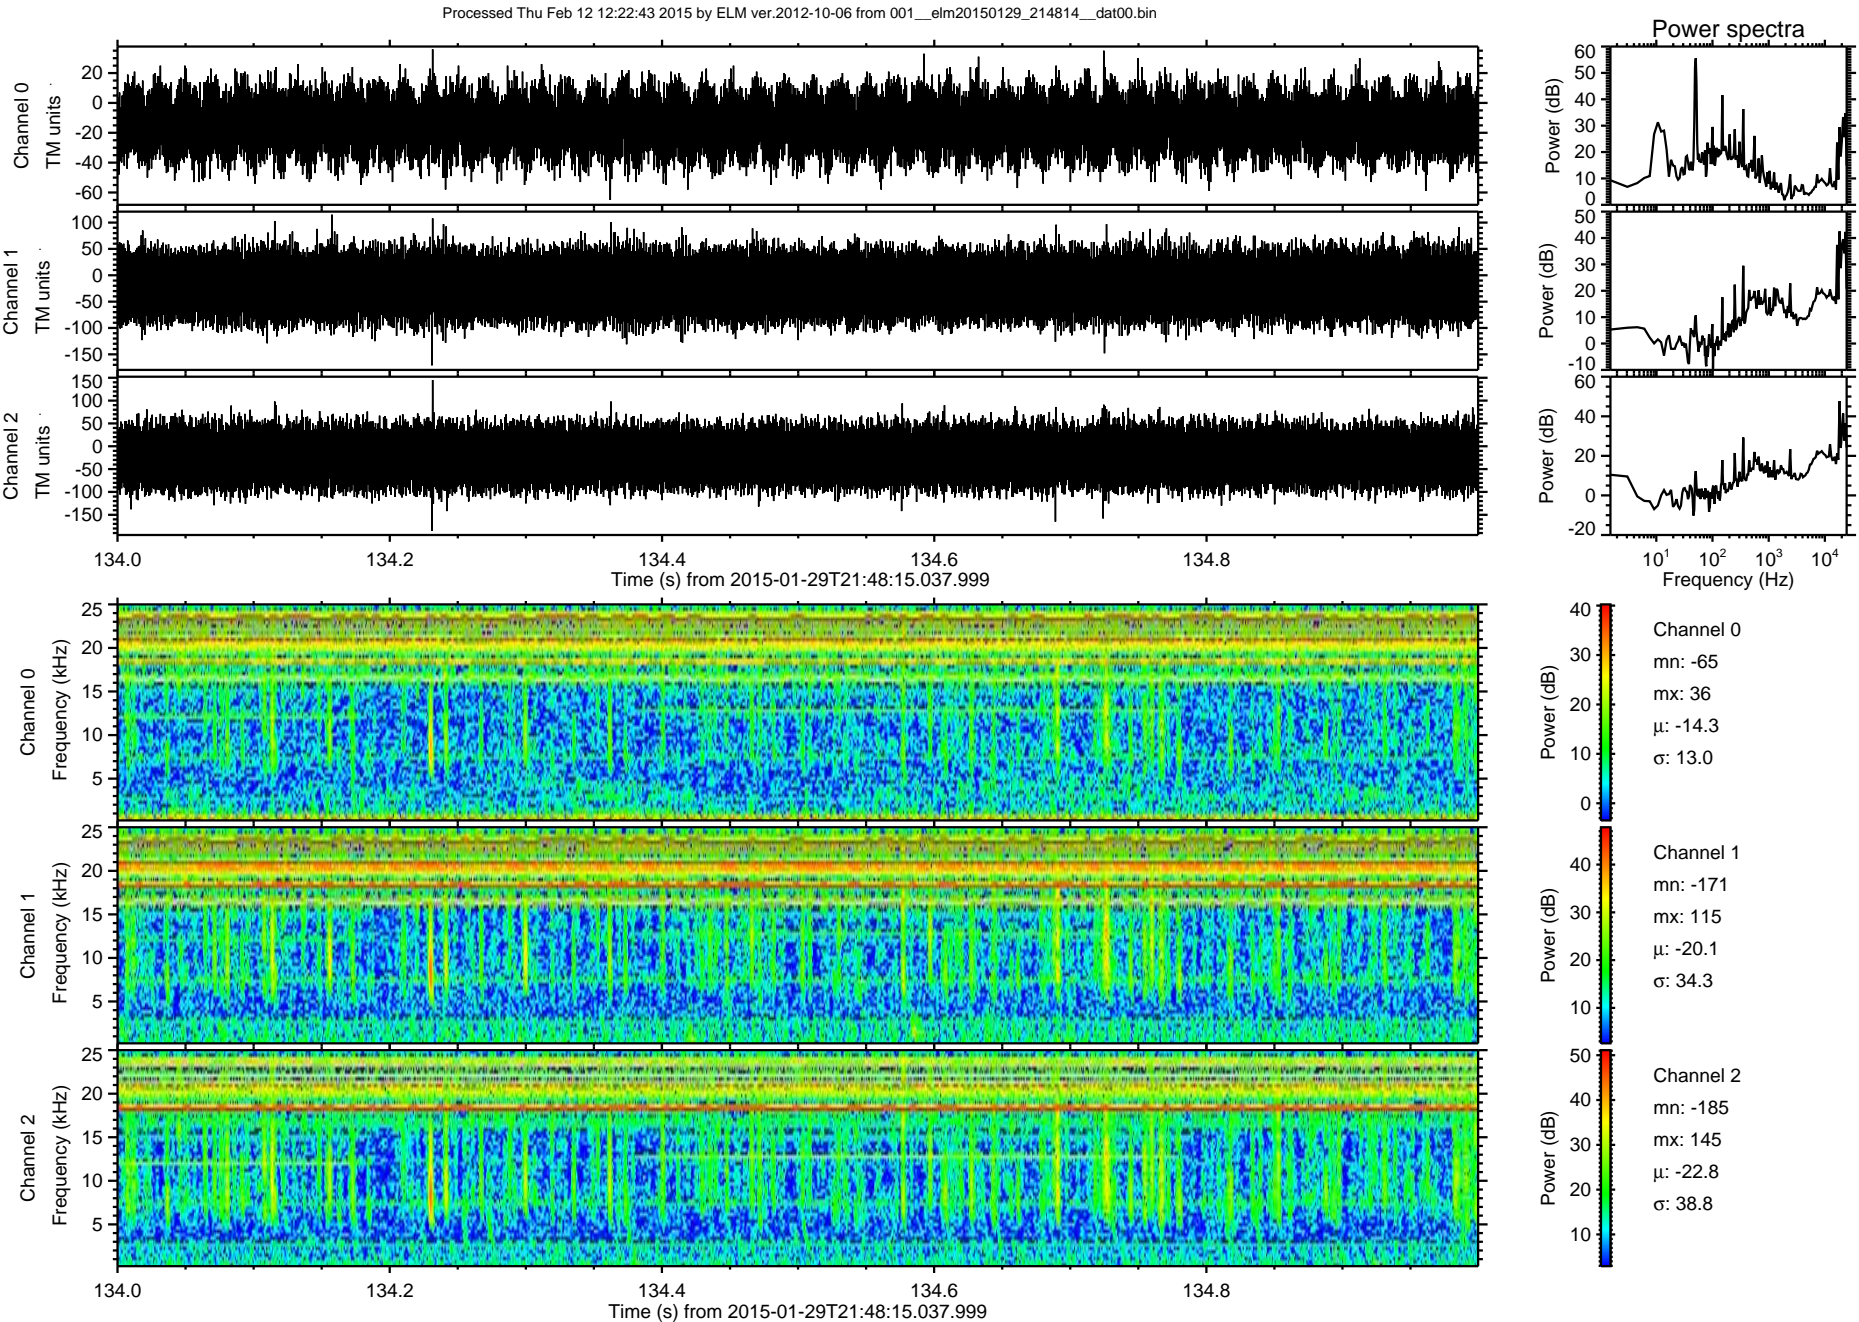 Processed Thu Feb 12 12:22:43 2015 by ELM ver.2012-10-06 from 001__elm20150129_214814__dat00.bin
Power spectra
Channel 0
TM units
20
0
-20
-40
-60
Power (dB)
60
50
40
30
20
10
0
Channel 1
TM units
100
50
0
-50
-100
-150
Power (dB)
50
40
30
20
10
0
-10
Channel 2
TM units
150
100
50
0
-50
-100
-150
Power (dB)
60
40
20
0
-20
134.0 134.2 134.4 134.6 134.8
Time (s) from 2015-01-29T21:48:15.037.999
10^1 10^2 10^3 10^4
Frequency (Hz)
Channel 0
Frequency (kHz)
25
20
15
10
5
Power (dB)
40
30
20
10
0
Channel 0
mn: -65
mx: 36
μ: -14.3
σ: 13.0
Channel 1
Frequency (kHz)
25
20
15
10
5
Power (dB)
40
30
20
10
Channel 1
mn: -171
mx: 115
μ: -20.1
σ: 34.3
Channel 2
Frequency (kHz)
25
20
15
10
5
Power (dB)
50
40
30
20
10
Channel 2
mn: -185
mx: 145
μ: -22.8
σ: 38.8
134.0 134.2 134.4 134.6 134.8
Time (s) from 2015-01-29T21:48:15.037.999